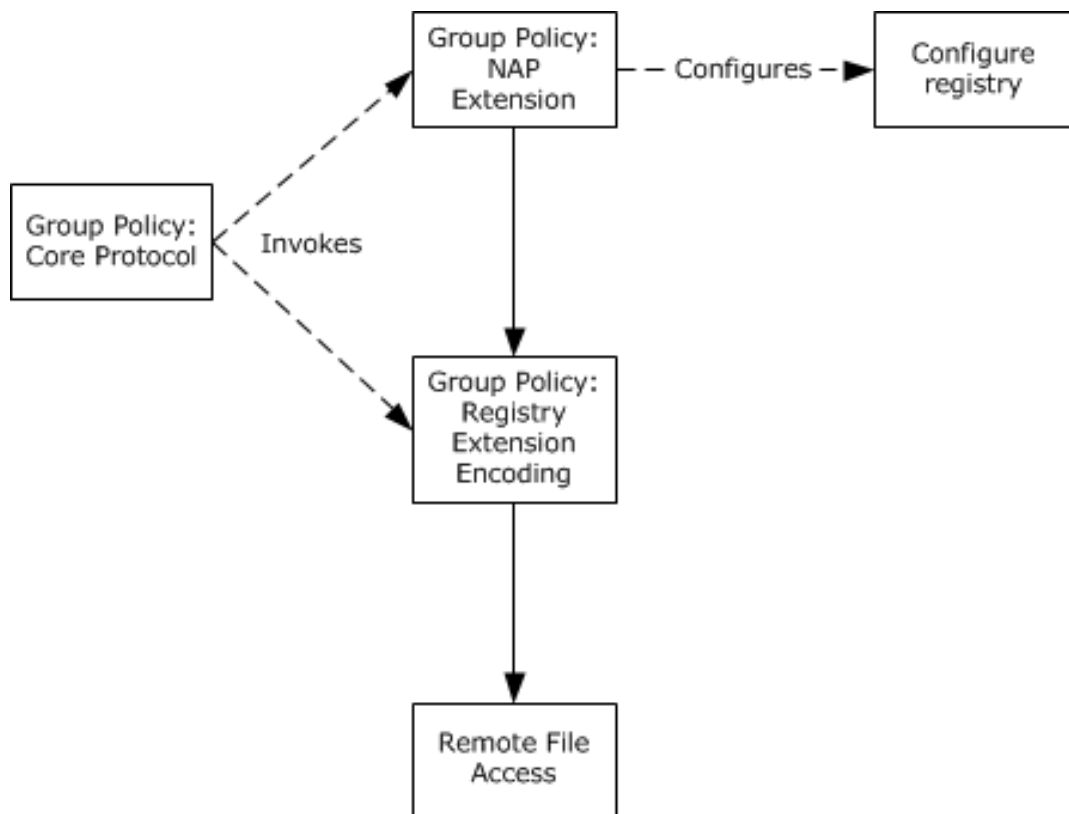 Group Policy:
NAP
Extension
Configures
Configure
registry
Group Policy:
Core Protocol
Invokes
Group Policy:
Registry
Extension
Encoding
Remote File
Access